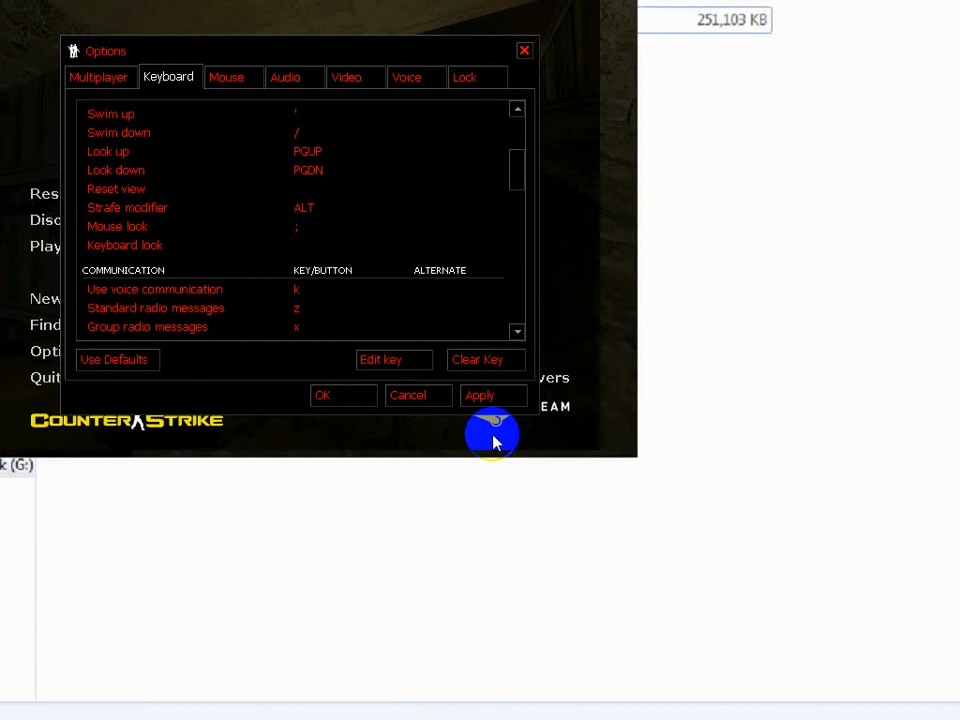 251,103 KB
Options
Multiplayer Keyboard Mouse Audio Video Voice Lock
Swim up '
Swim down /
Look up PGUP
Look down PGDN
Reset view
Strafe modifier ALT
Mouse look ;
Keyboard look
COMMUNICATION KEY/BUTTON ALTERNATE
Use voice communication k
Standard radio messages z
Group radio messages x
Use Defaults Edit key Clear Key
OK Cancel Apply
Res
Disc
Play
New
Find
Opti
Quit
vers
EAM
COUNTER STRIKE
k (G:)